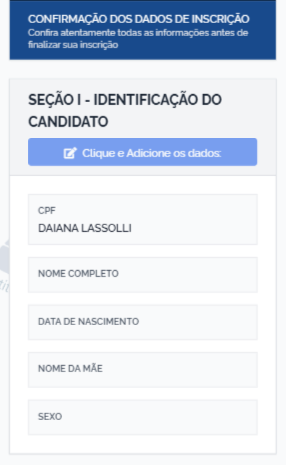 CONFIRMAÇÃO DOS DADOS DE INSCRIÇÃO
Confira atentamente todas as informações antes de
finalizar sua inscrição
SEÇÃO I - IDENTIFICAÇÃO DO
CANDIDATO
Clique e Adicione os dados:
CPF
DAIANA LASSOLLI
NOME COMPLETO
DATA DE NASCIMENTO
NOME DA MÃE
SEXO